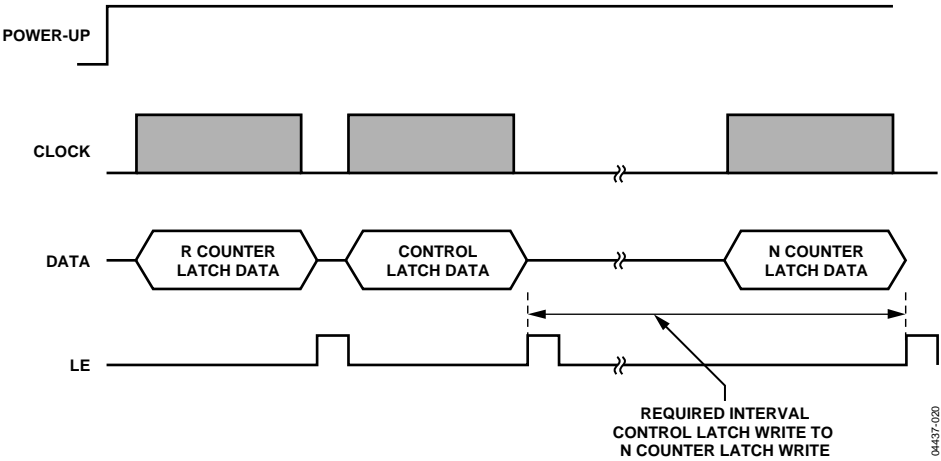 POWER-UP
CLOCK
DATA
R COUNTER
LATCH DATA
CONTROL
LATCH DATA
N COUNTER
LATCH DATA
LE
REQUIRED INTERVAL
CONTROL LATCH WRITE TO
N COUNTER LATCH WRITE
04437-020